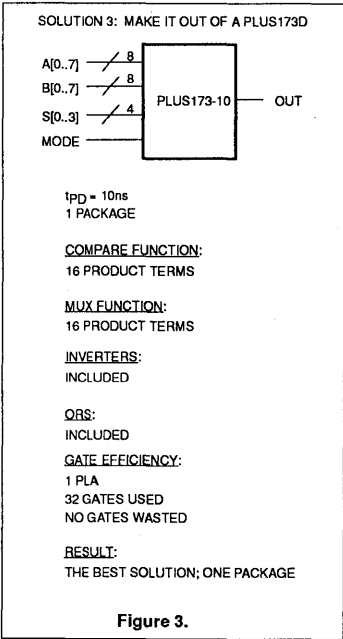 SOLUTION 3: MAKE IT OUT OF A PLUS173D
A[0..7]
8
B[0..7]
8
S[0..3]
4
MODE
PLUS173-10
OUT
tPD = 10ns
1 PACKAGE
COMPARE FUNCTION:
16 PRODUCT TERMS
MUX FUNCTION:
16 PRODUCT TERMS
INVERTERS:
INCLUDED
ORS:
INCLUDED
GATE EFFICIENCY:
1 PLA
32 GATES USED
NO GATES WASTED
RESULT:
THE BEST SOLUTION; ONE PACKAGE
Figure 3.